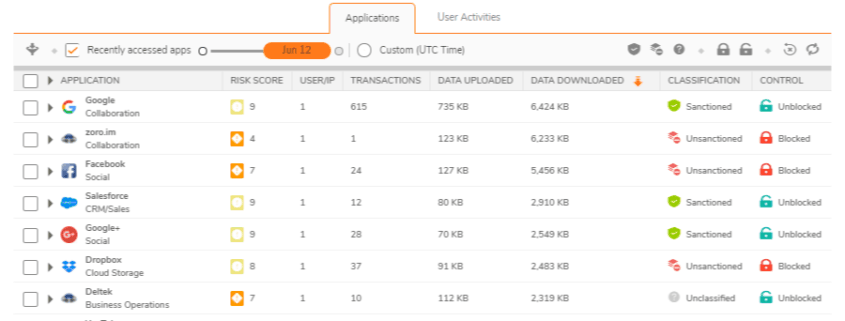 Applications User Activities
Recently accessed apps Jun 12 Custom (UTC Time)
APPLICATION RISK SCORE USER/IP TRANSACTIONS DATA UPLOADED DATA DOWNLOADED CLASSIFICATION CONTROL
Google
Collaboration 9 1 615 735 KB 6,424 KB Sanctioned Unblocked
zoro.im
Collaboration 4 1 1 123 KB 6,233 KB Unsanctioned Blocked
Facebook
Social 7 1 24 127 KB 5,456 KB Unsanctioned Blocked
Salesforce
CRM/Sales 9 1 12 80 KB 2,910 KB Sanctioned Unblocked
Google+
Social 9 1 28 70 KB 2,549 KB Sanctioned Unblocked
Dropbox
Cloud Storage 8 1 37 91 KB 2,483 KB Unsanctioned Blocked
Deltek
Business Operations 7 1 10 112 KB 2,319 KB Unclassified Unblocked